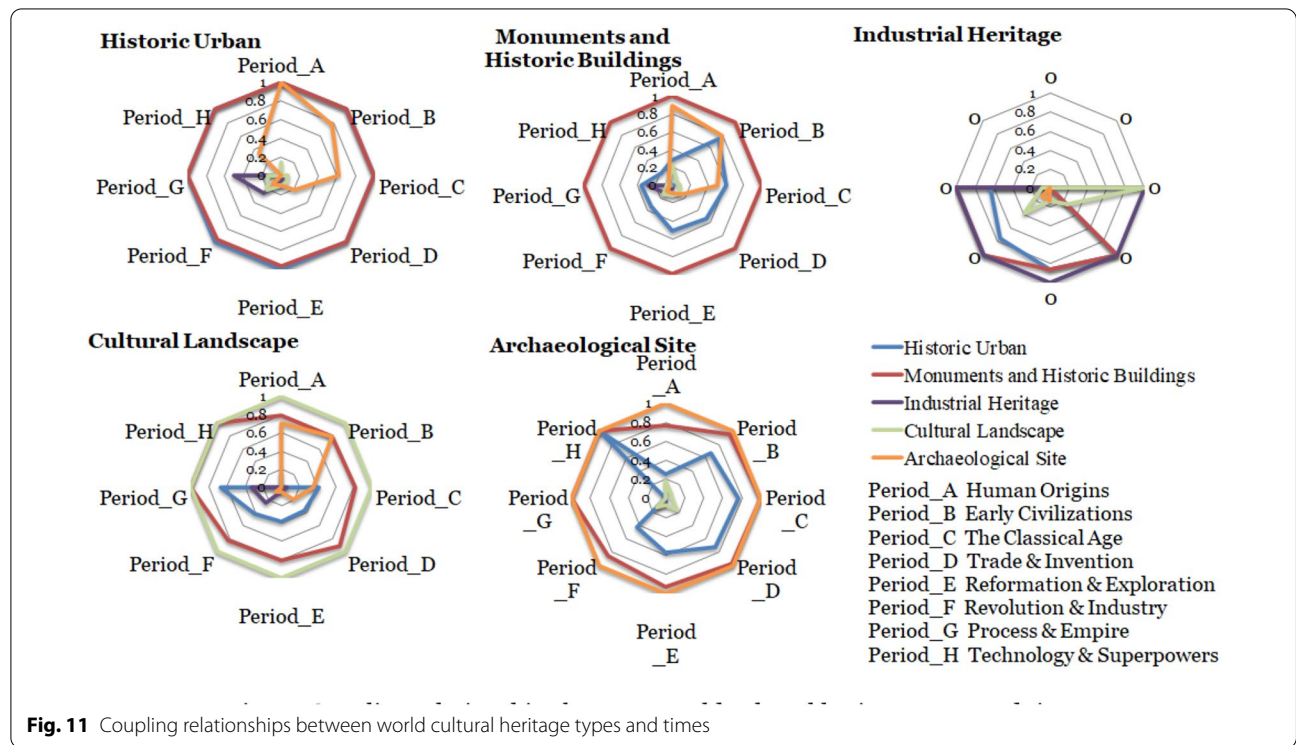 Historic Urban
Period_A
Period_B
Period_C
Period_D
Period_E
Period_F
Period_G
Period_H
1
0.8
0.6
0.4
0.2
0
Monuments and
Historic Buildings
Period_A
Period_B
Period_C
Period_D
Period_E
Period_F
Period_G
Period_H
1
0.8
0.6
0.4
0.2
0
Industrial Heritage
O
O
O
O
O
O
O
O
1
0.8
0.6
0.4
0.2
0
Cultural Landscape
Period_A
Period_B
Period_C
Period_D
Period_E
Period_F
Period_G
Period_H
1
0.8
0.6
0.4
0.2
0
Archaeological Site
Period
_A
Period
_B
Period
_C
Period
_D
Period
_E
Period
_F
Period
_G
Period
_H
1
0.8
0.6
0.4
0.2
0
Historic Urban
Monuments and Historic Buildings
Industrial Heritage
Cultural Landscape
Archaeological Site
Period_A Human Origins
Period_B Early Civilizations
Period_C The Classical Age
Period_D Trade & Invention
Period_E Reformation & Exploration
Period_F Revolution & Industry
Period_G Process & Empire
Period_H Technology & Superpowers
Fig. 11 Coupling relationships between world cultural heritage types and times